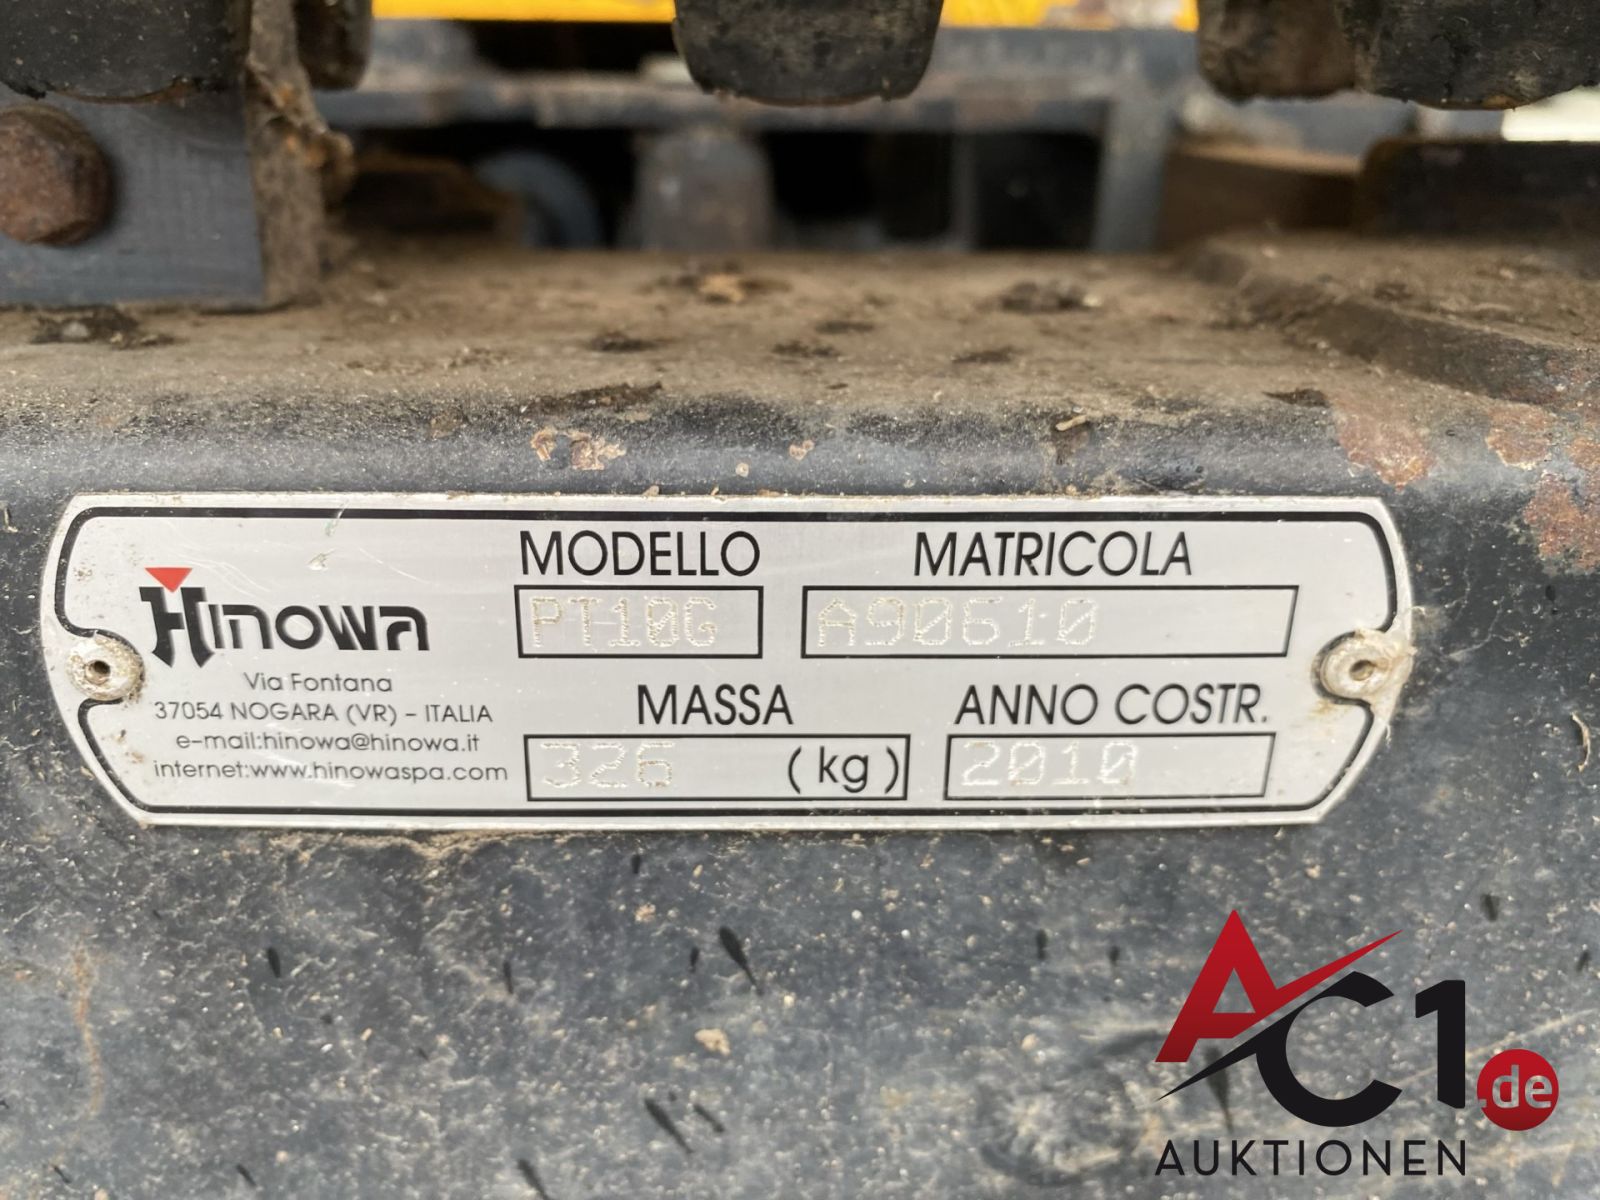 HINOWA
Via Fontana
37054 NOGARA (VR) - ITALIA
e-mail:hinowa@hinowa.it
internet:www.hinowaspa.com
MODELLO
PT10G
MATRICOLA
A90610
MASSA
326 (kg)
ANNO COSTR.
2010
AC1.de
AUKTIONEN